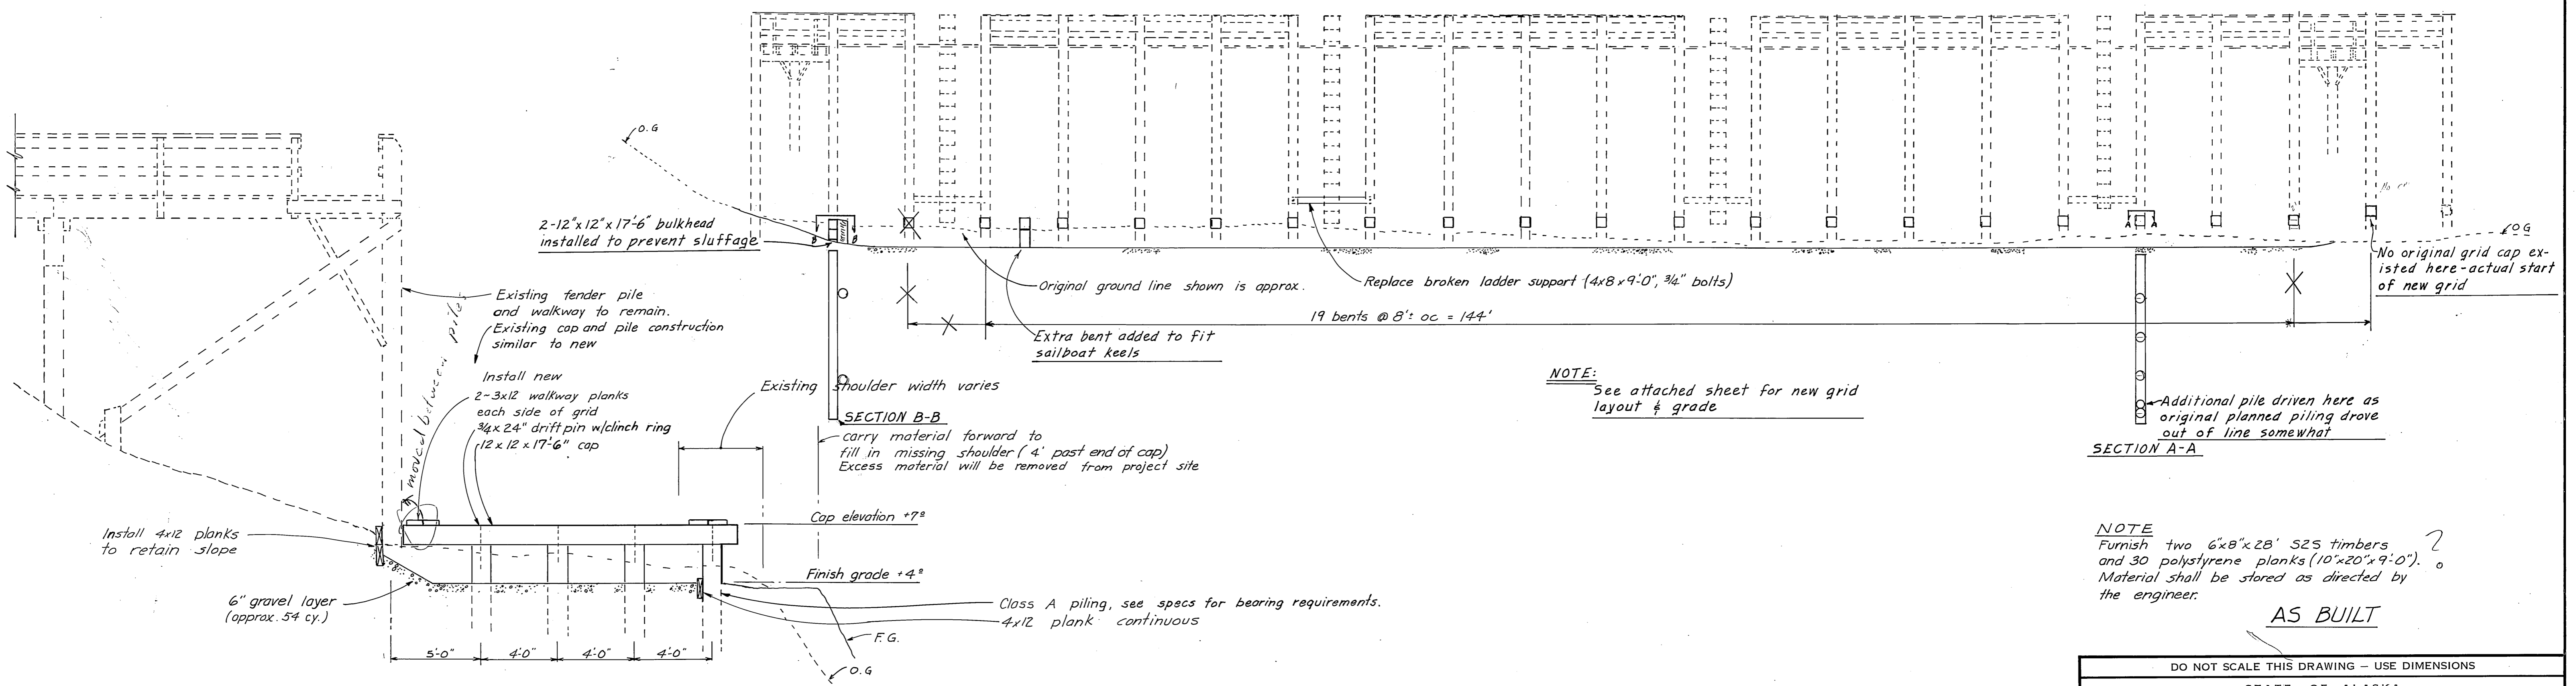 O.G
2-12"x12"x17'-6" bulkhead
installed to prevent sluffage
B
B
A
A
O G
No original grid cap ex-
isted here - actual start
of new grid
Original ground line shown is approx.
Replace broken ladder support (4x8x9'-0", 3/4" bolts)
19 bents @ 8'± oc = 144'
Extra bent added to fit
sailboat keels
Existing fender pile
and walkway to remain.
Existing cap and pile construction
similar to new
moved between piles
Install new
2-3x12 walkway planks
each side of grid
3/4x24" driftpin w/clinch ring
12x12x17'-6" cap
Existing shoulder width varies
SECTION B-B
carry material forward to
fill in missing shoulder (4' past end of cap)
Excess material will be removed from project site
NOTE:
See attached sheet for new grid
layout & grade
Additional pile driven here as
original planned piling drove
out of line somewhat
SECTION A-A
Install 4x12 planks
to retain slope
Cap elevation +7⁰
Finish grade +4⁰
6" gravel layer
(approx. 54 cy.)
Class A piling, see specs for bearing requirements.
4x12 plank continuous
F.G.
O.G
5'-0" 4'-0" 4'-0" 4'-0"
NOTE
Furnish two 6"x8"x28' S2S timbers
and 30 polystyrene planks (10"x20"x9'-0"). ?
Material shall be stored as directed by
the engineer.
AS BUILT
DO NOT SCALE THIS DRAWING – USE DIMENSIONS